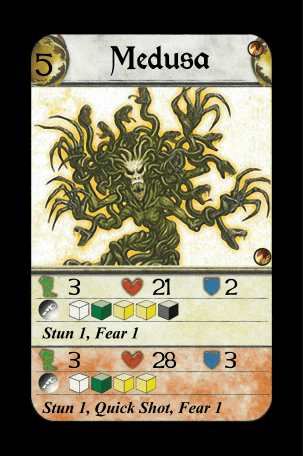 5 Medusa
3 21 2
Stun 1, Fear 1
3 28 3
Stun 1, Quick Shot, Fear 1